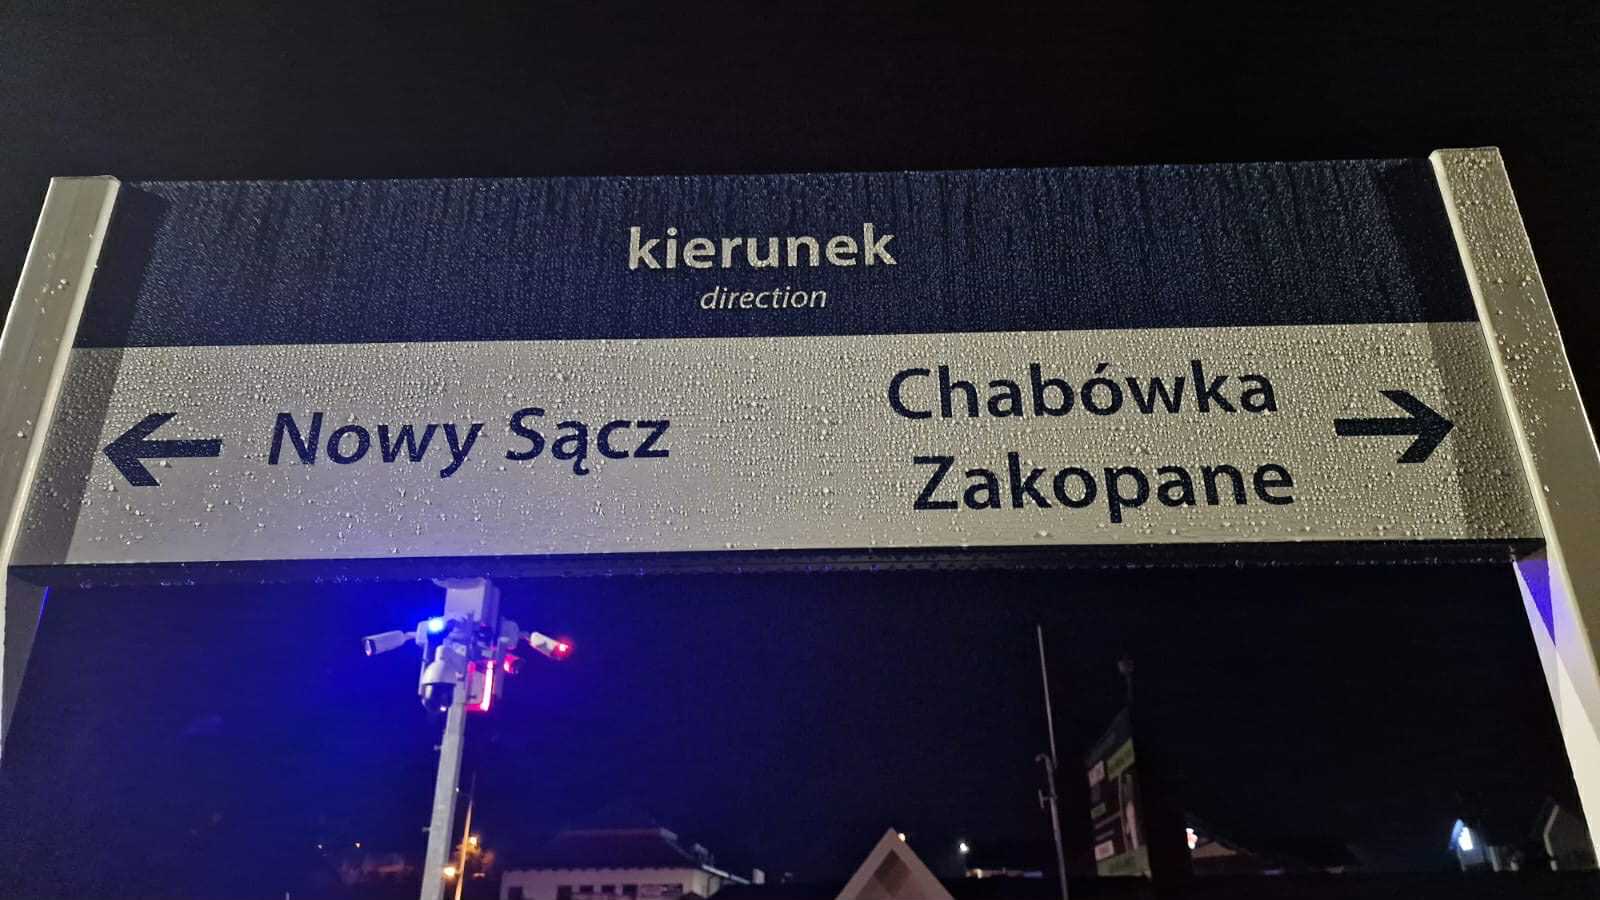 kierunek
direction
← Nowy Sącz
Chabówka →
Zakopane